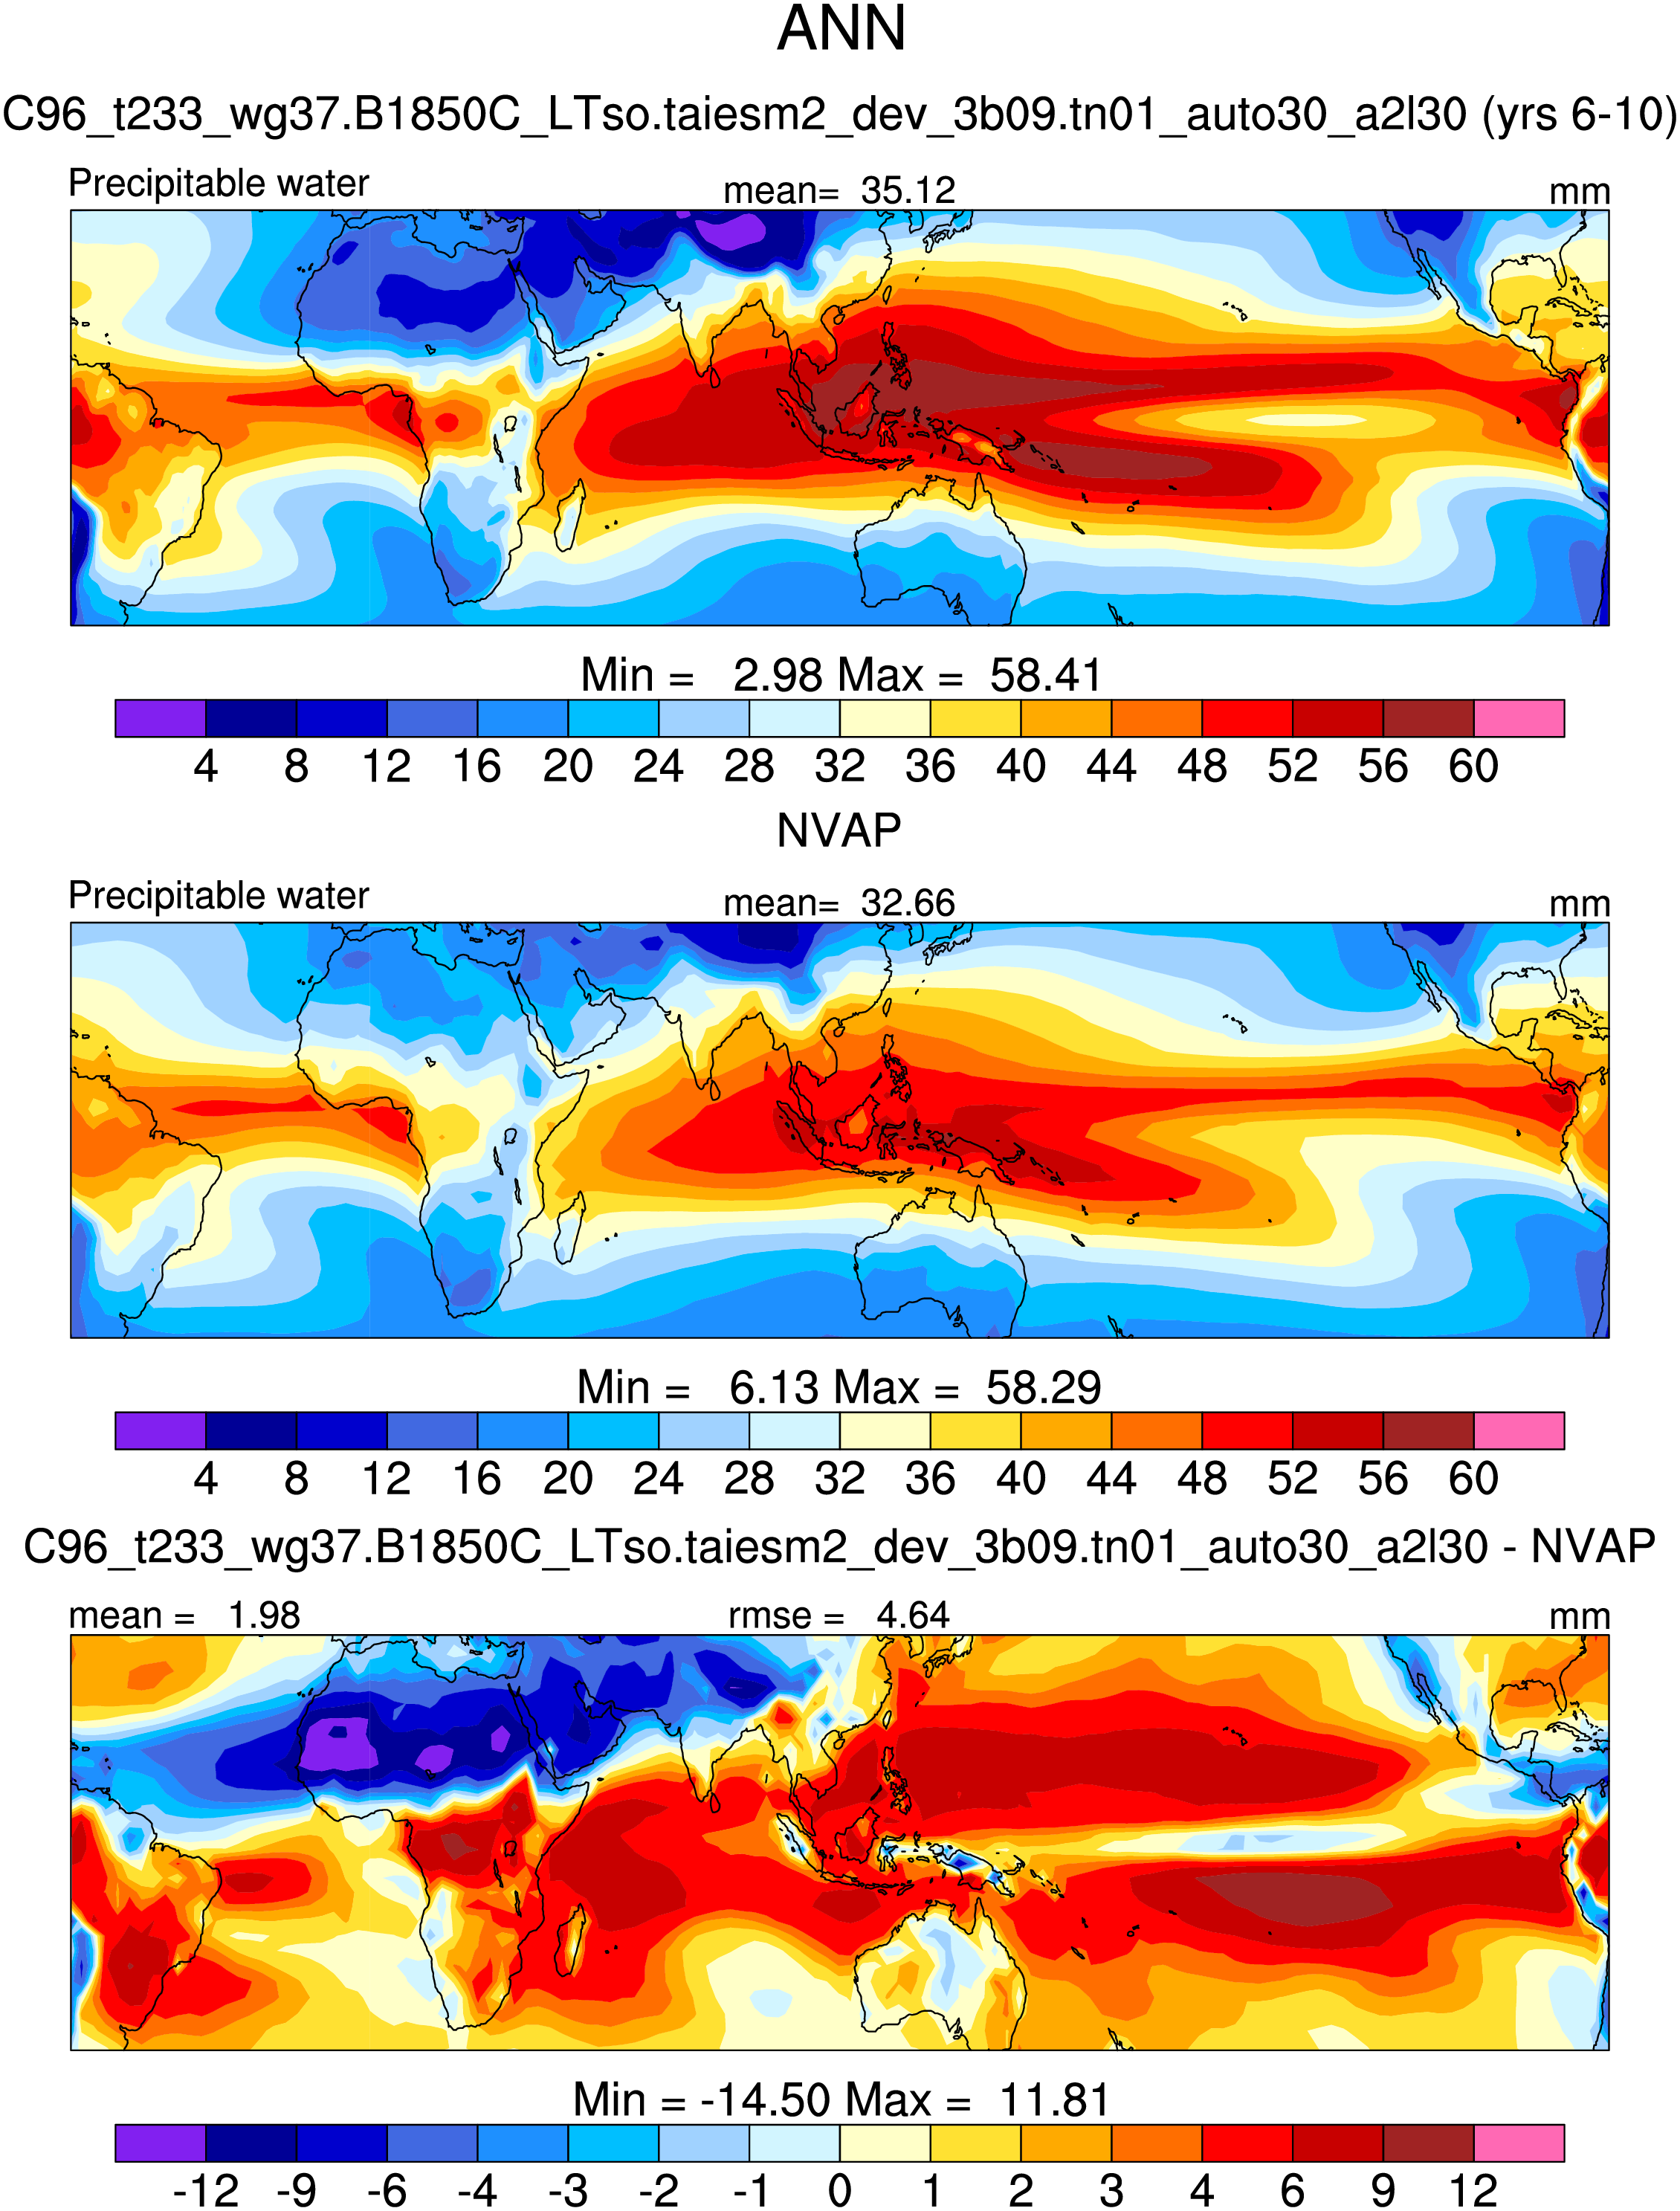 ANN
C96_t233_wg37.B1850C_LTso.taiesm2_dev_3b09.tn01_auto30_a2l30 (yrs 6-10)
Precipitable water mean= 35.12 mm
Min = 2.98 Max = 58.41
4 8 12 16 20 24 28 32 36 40 44 48 52 56 60
NVAP
Precipitable water mean= 32.66 mm
Min = 6.13 Max = 58.29
4 8 12 16 20 24 28 32 36 40 44 48 52 56 60
C96_t233_wg37.B1850C_LTso.taiesm2_dev_3b09.tn01_auto30_a2l30 - NVAP
mean = 1.98 rmse = 4.64 mm
Min = -14.50 Max = 11.81
-12 -9 -6 -4 -3 -2 -1 0 1 2 3 4 6 9 12